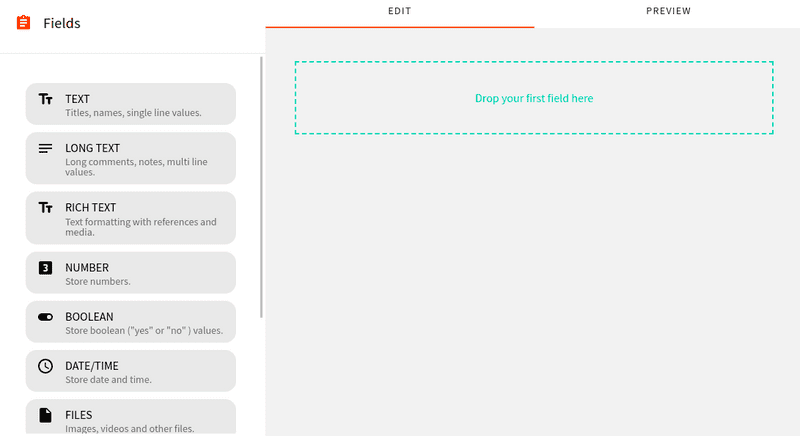 Fields
EDIT
PREVIEW
Drop your first field here
TEXT
Titles, names, single line values.
LONG TEXT
Long comments, notes, multi line
values.
RICH TEXT
Text formatting with references and
media.
3
NUMBER
Store numbers.
BOOLEAN
Store boolean ("yes" or "no" ) values.
DATE/TIME
Store date and time.
FILES
Images, videos and other files.